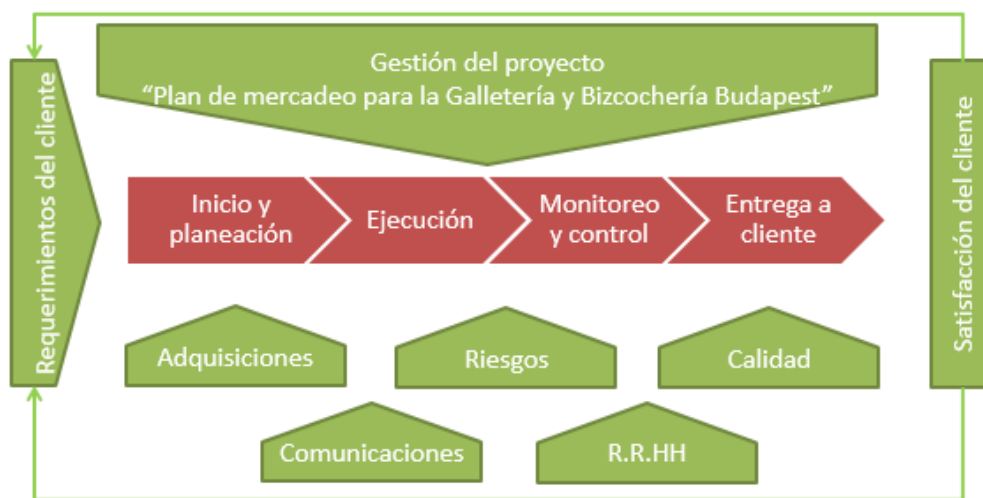 Gestión del proyecto
“Plan de mercadeo para la Galletería y Bizcochería Budapest”
Requerimientos del cliente
Inicio y
planeación
Ejecución
Monitoreo
y control
Entrega a
cliente
Satisfacción del cliente
Adquisiciones
Riesgos
Calidad
Comunicaciones
R.R.HH